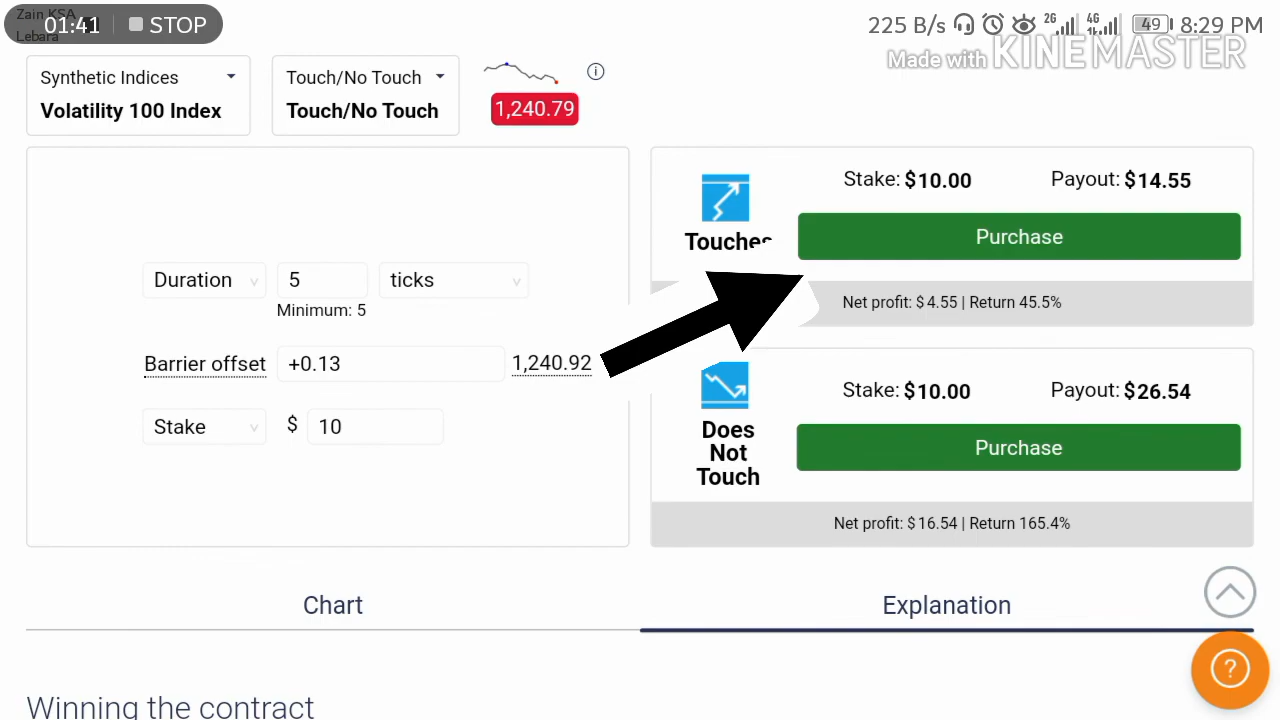 Zain KSA
Lebara
01:41 STOP
225 B/s 2G 4G 49 8:29 PM
Made with KINEMASTER
Synthetic Indices
Volatility 100 Index
Touch/No Touch
Touch/No Touch
1,240.79
Duration 5 ticks
Minimum: 5
Barrier offset +0.13 1,240.92
Stake $ 10
Touches
Stake: $10.00 Payout: $14.55
Purchase
Net profit: $4.55 | Return 45.5%
Does
Not
Touch
Stake: $10.00 Payout: $26.54
Purchase
Net profit: $16.54 | Return 165.4%
Chart
Explanation
?
Winning the contract